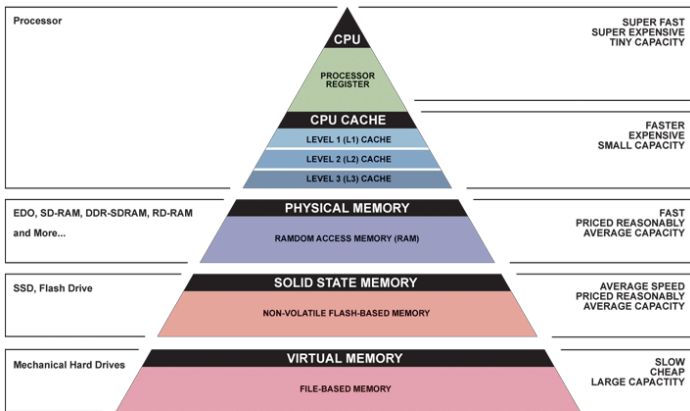 Processor
CPU
SUPER FAST
SUPER EXPENSIVE
TINY CAPACITY
PROCESSOR
REGISTER
CPU CACHE
LEVEL 1 (L1) CACHE
LEVEL 2 (L2) CACHE
LEVEL 3 (L3) CACHE
FASTER
EXPENSIVE
SMALL CAPACITY
EDO, SD-RAM, DDR-SDRAM, RD-RAM
and More...
PHYSICAL MEMORY
RAMDOM ACCESS MEMORY (RAM)
FAST
PRICED REASONABLY
AVERAGE CAPACITY
SSD, Flash Drive
SOLID STATE MEMORY
NON-VOLATILE FLASH-BASED MEMORY
AVERAGE SPEED
PRICED REASONABLY
AVERAGE CAPACITY
Mechanical Hard Drives
VIRTUAL MEMORY
FILE-BASED MEMORY
SLOW
CHEAP
LARGE CAPACTITY